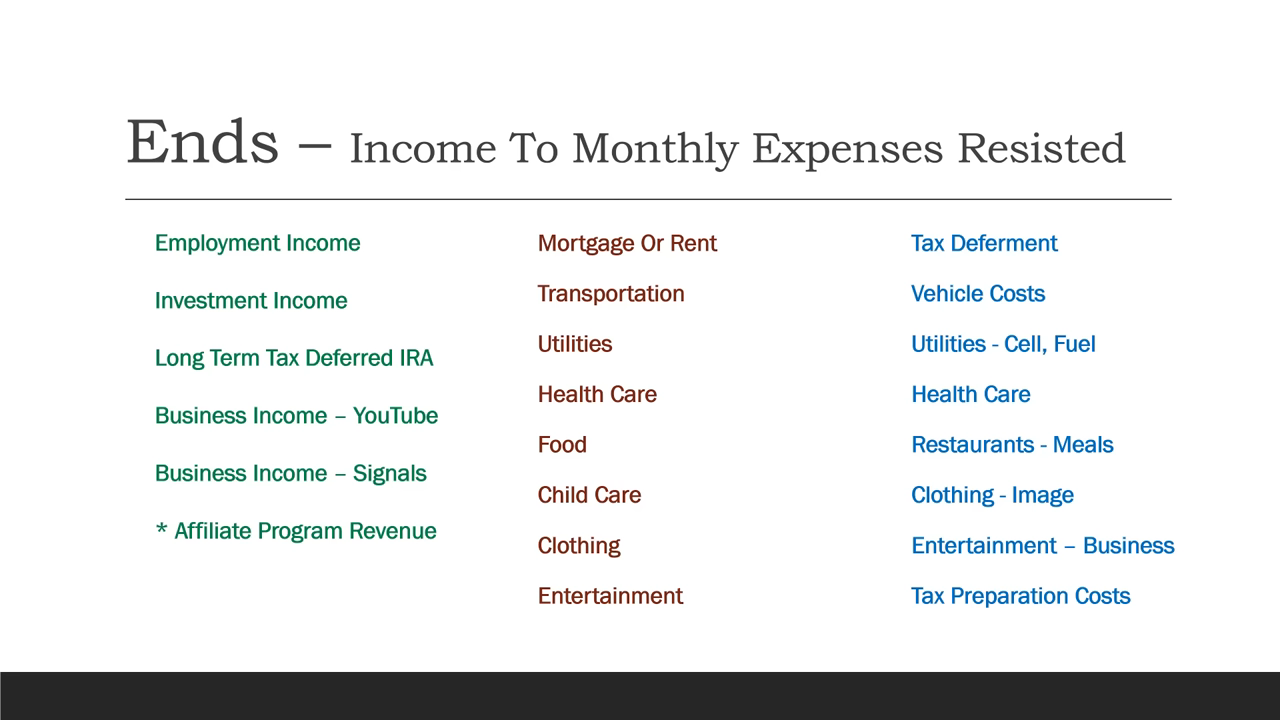 Ends – Income To Monthly Expenses Resisted
Employment Income
Investment Income
Long Term Tax Deferred IRA
Business Income – YouTube
Business Income – Signals
* Affiliate Program Revenue
Mortgage Or Rent
Transportation
Utilities
Health Care
Food
Child Care
Clothing
Entertainment
Tax Deferment
Vehicle Costs
Utilities - Cell, Fuel
Health Care
Restaurants - Meals
Clothing - Image
Entertainment – Business
Tax Preparation Costs